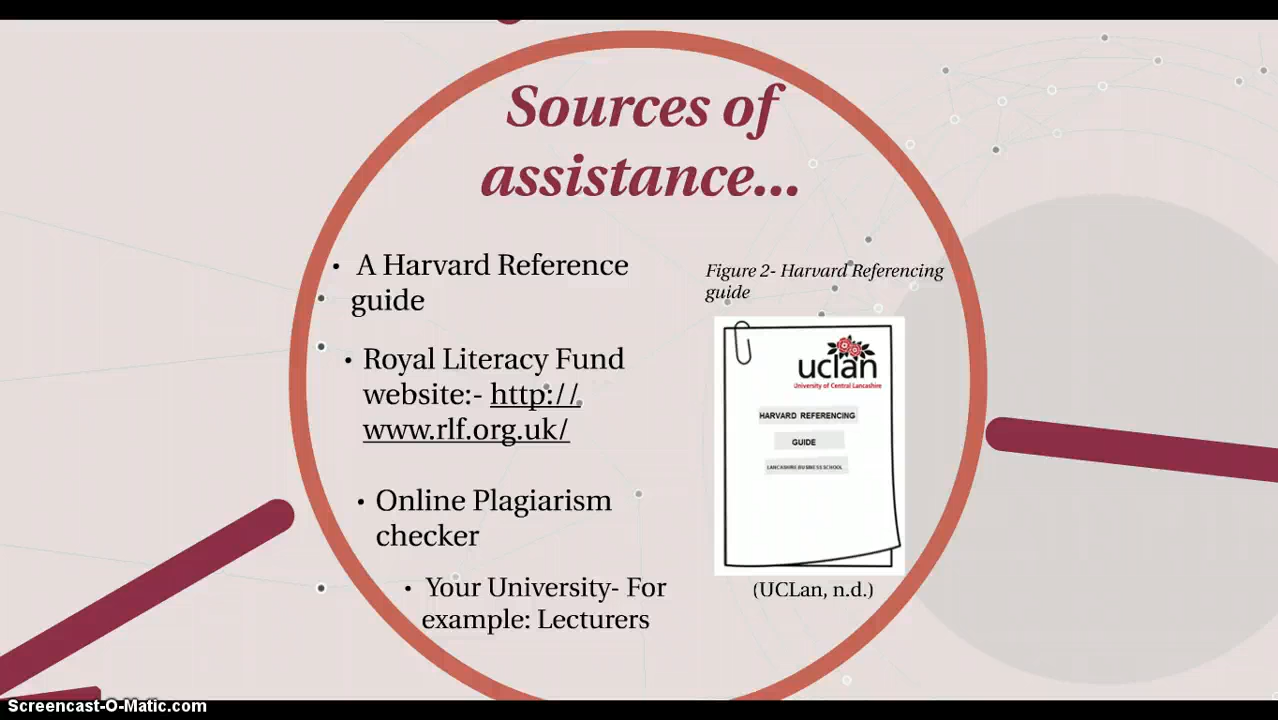 Sources of
assistance...
• A Harvard Reference
guide
• Royal Literacy Fund
website:- http://
www.rlf.org.uk/
• Online Plagiarism
checker
• Your University- For
example: Lecturers
Figure 2- Harvard Referencing
guide
uclan
University of Central Lancashire
HARVARD REFERENCING
GUIDE
LANCASHIRE BUSINESS SCHOOL
(UCLan, n.d.)
Screencast-O-Matic.com